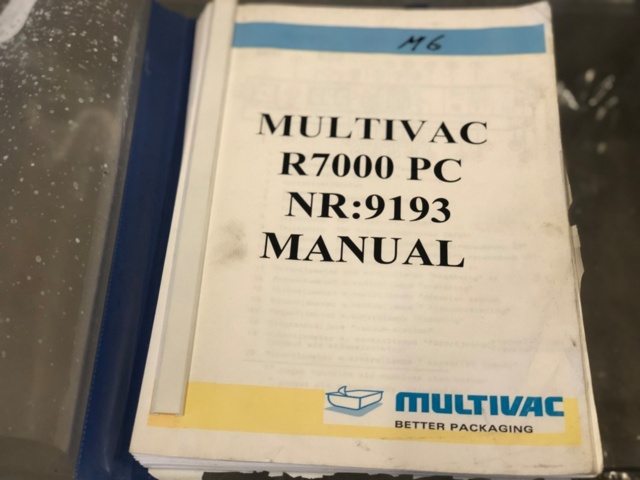 M6
MULTIVAC
R7000 PC
NR:9193
MANUAL
MULTIVAC
BETTER PACKAGING